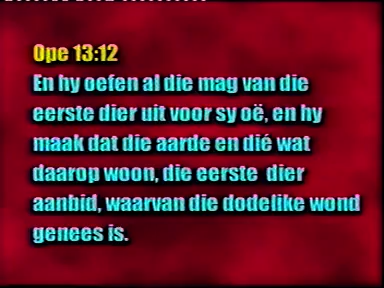 Ope 13:12
En hy oefen al die mag van die
eerste dier uit voor sy oë, en hy
maak dat die aarde en dié wat
daarop woon, die eerste dier
aanbid, waarvan die dodelike wond
genees is.